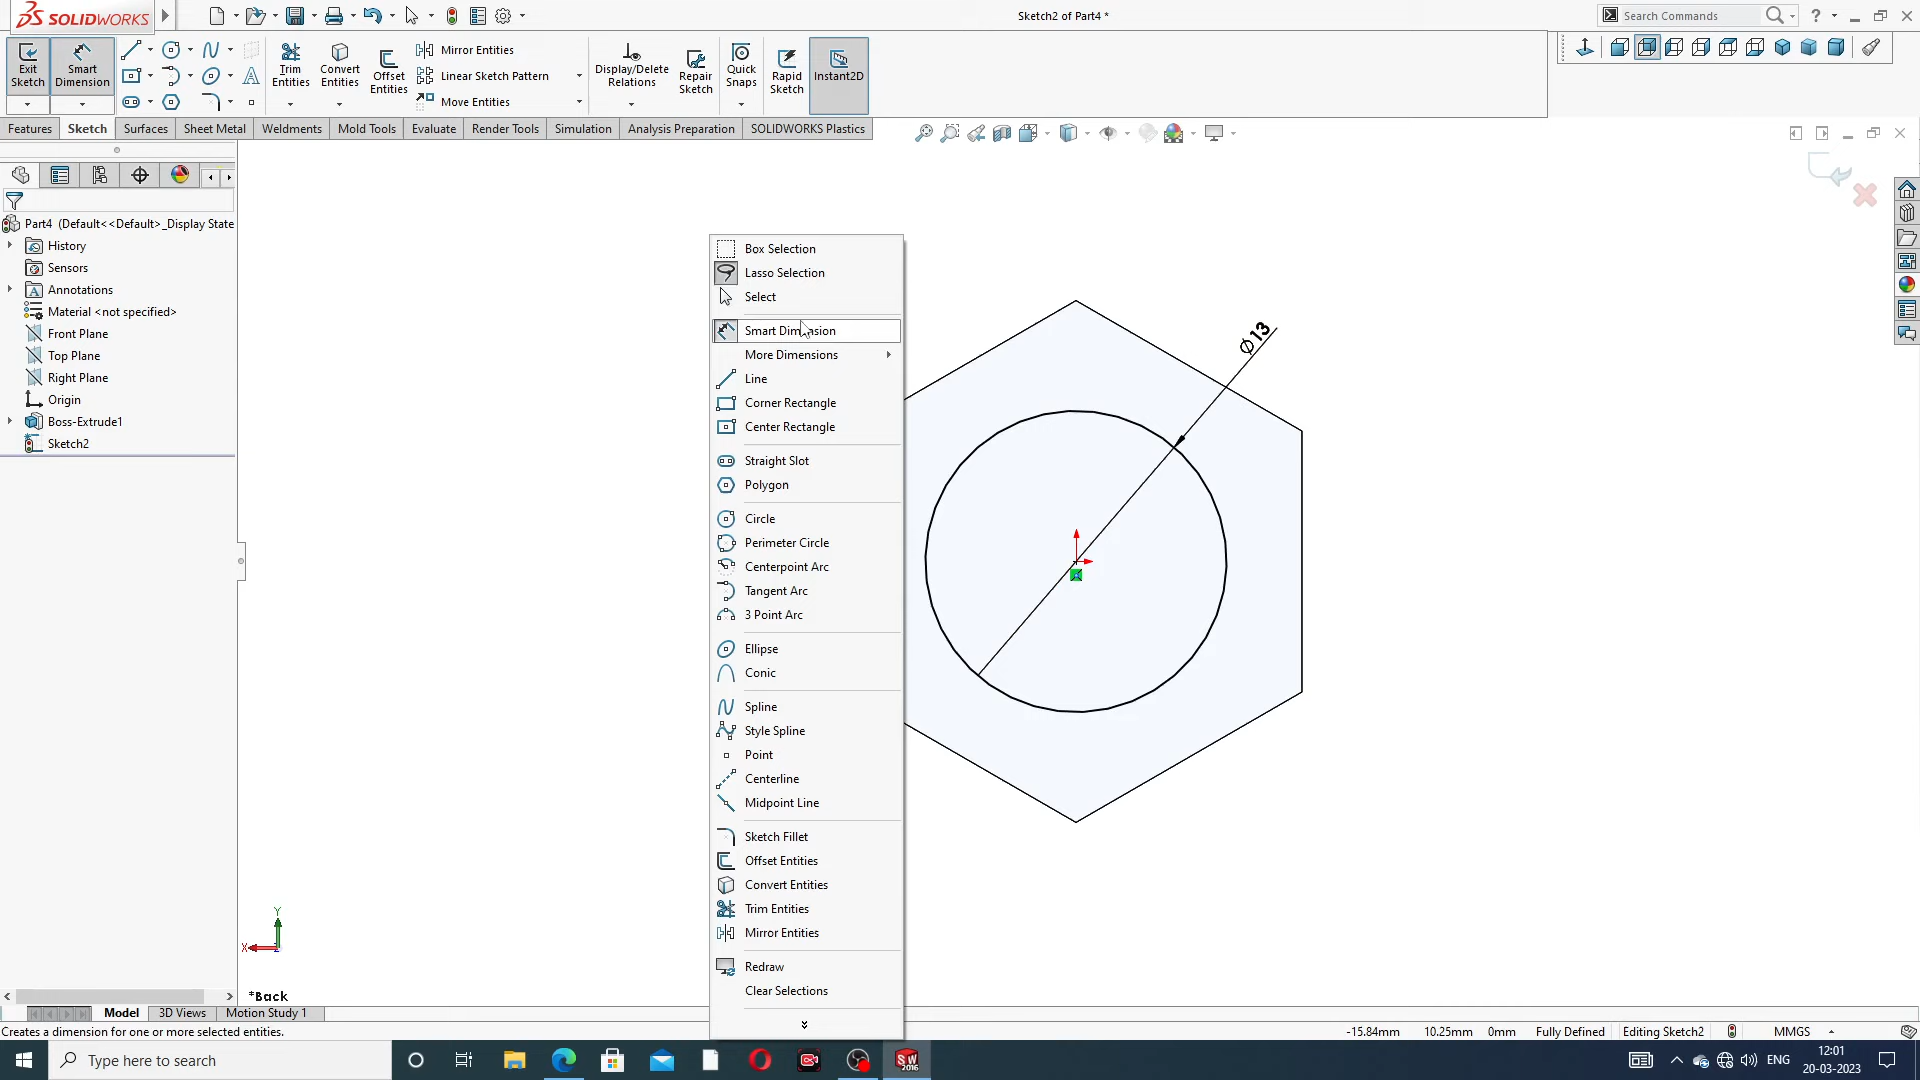 SOLIDWORKS
Sketch2 of Part4 *
Search Commands
Exit Sketch
Smart Dimension
Trim Entities
Convert Entities
Offset Entities
Mirror Entities
Linear Sketch Pattern
Move Entities
Display/Delete Relations
Repair Sketch
Quick Snaps
Rapid Sketch
Instant2D
Features
Sketch
Surfaces
Sheet Metal
Weldments
Mold Tools
Evaluate
Render Tools
Simulation
Analysis Preparation
SOLIDWORKS Plastics
Part4 (Default<<Default>_Display State
History
Sensors
Annotations
Material <not specified>
Front Plane
Top Plane
Right Plane
Origin
Boss-Extrude1
Sketch2
Box Selection
Lasso Selection
Select
Smart Dimension
More Dimensions
Line
Corner Rectangle
Center Rectangle
Straight Slot
Polygon
Circle
Perimeter Circle
Centerpoint Arc
Tangent Arc
3 Point Arc
Ellipse
Conic
Spline
Style Spline
Point
Centerline
Midpoint Line
Sketch Fillet
Offset Entities
Convert Entities
Trim Entities
Mirror Entities
Redraw
Clear Selections
Ø13
Y
X
*Back
Model
3D Views
Motion Study 1
Creates a dimension for one or more selected entities.
-15.84mm
10.25mm
0mm
Fully Defined
Editing Sketch2
MMGS
Type here to search
SW
2016
ENG
12:01
20-03-2023